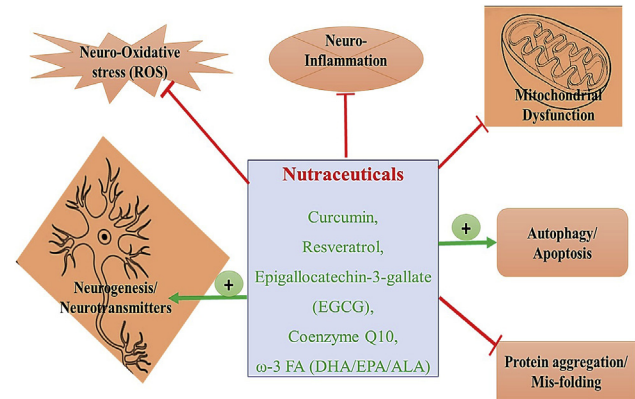 Neuro-Oxidative
stress (ROS)
Neuro-
Inflammation
Mitochondrial
Dysfunction
Nutraceuticals
Curcumin,
Resveratrol,
Epigallocatechin-3-gallate
(EGCG),
Coenzyme Q10,
ω-3 FA (DHA/EPA/ALA)
+
Autophagy/
Apoptosis
+
Neurogenesis/
Neurotransmitters
Protein aggregation/
Mis-folding